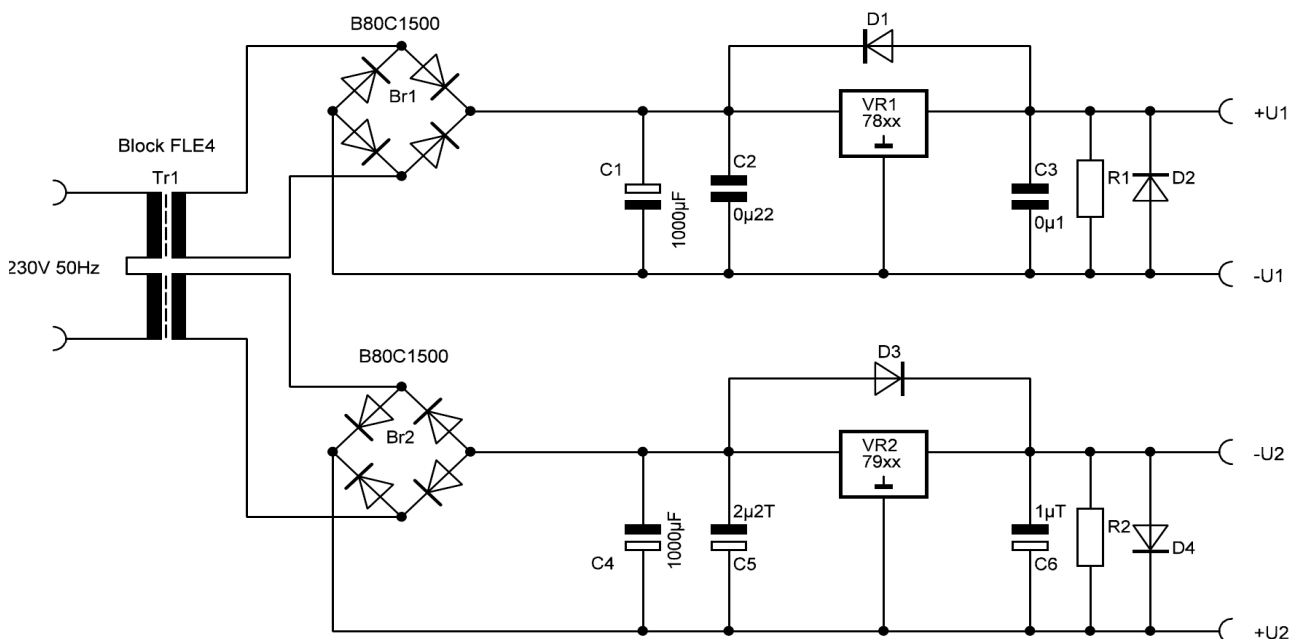 B80C1500
D1
Br1
VR1
78xx
+U1
Block FLE4
Tr1
C1
1000µF
C2
0µ22
C3
0µ1
R1
D2
230V 50Hz
-U1
B80C1500
D3
Br2
VR2
79xx
-U2
C4
1000µF
2µ2T
C5
1µT
C6
R2
D4
+U2